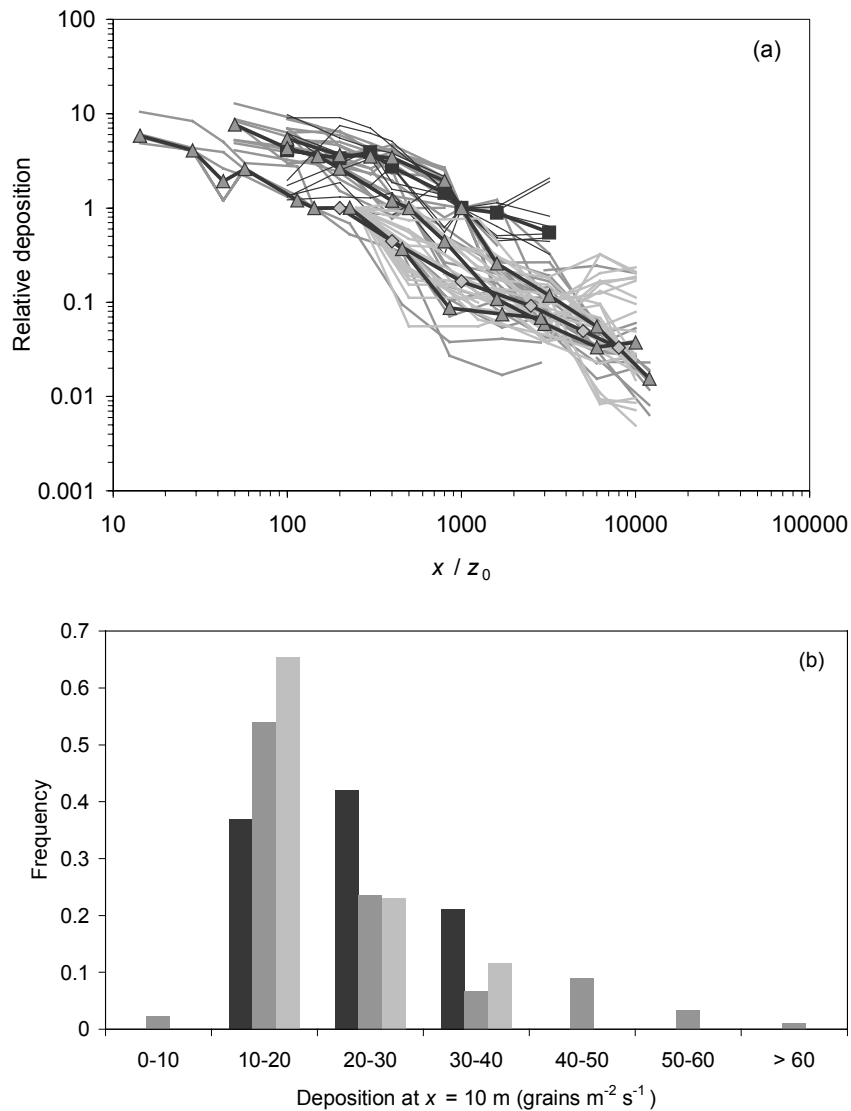 100
(a)
10
1
0.1
0.01
0.001
Relative deposition
10 100 1000 10000 100000
x / z0
0.7
(b)
0.6
0.5
0.4
0.3
0.2
0.1
0
Frequency
0-10 10-20 20-30 30-40 40-50 50-60 > 60
Deposition at x = 10 m (grains m-2 s-1 )